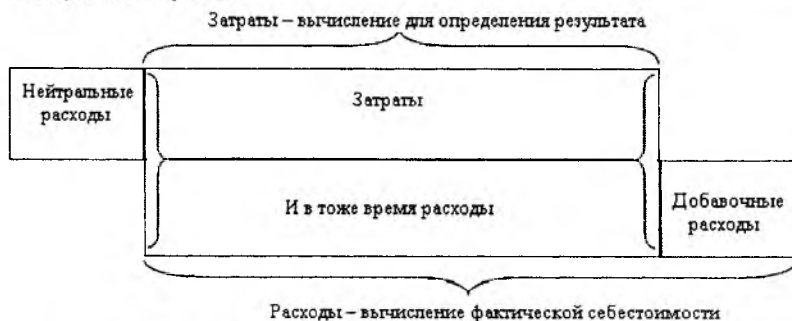 Затраты – вычисление для определения результата
Нейтральные
расходы
Затраты
И в тоже время расходы
Добавочные
расходы
Расходы – вычисление фактической себестоимости